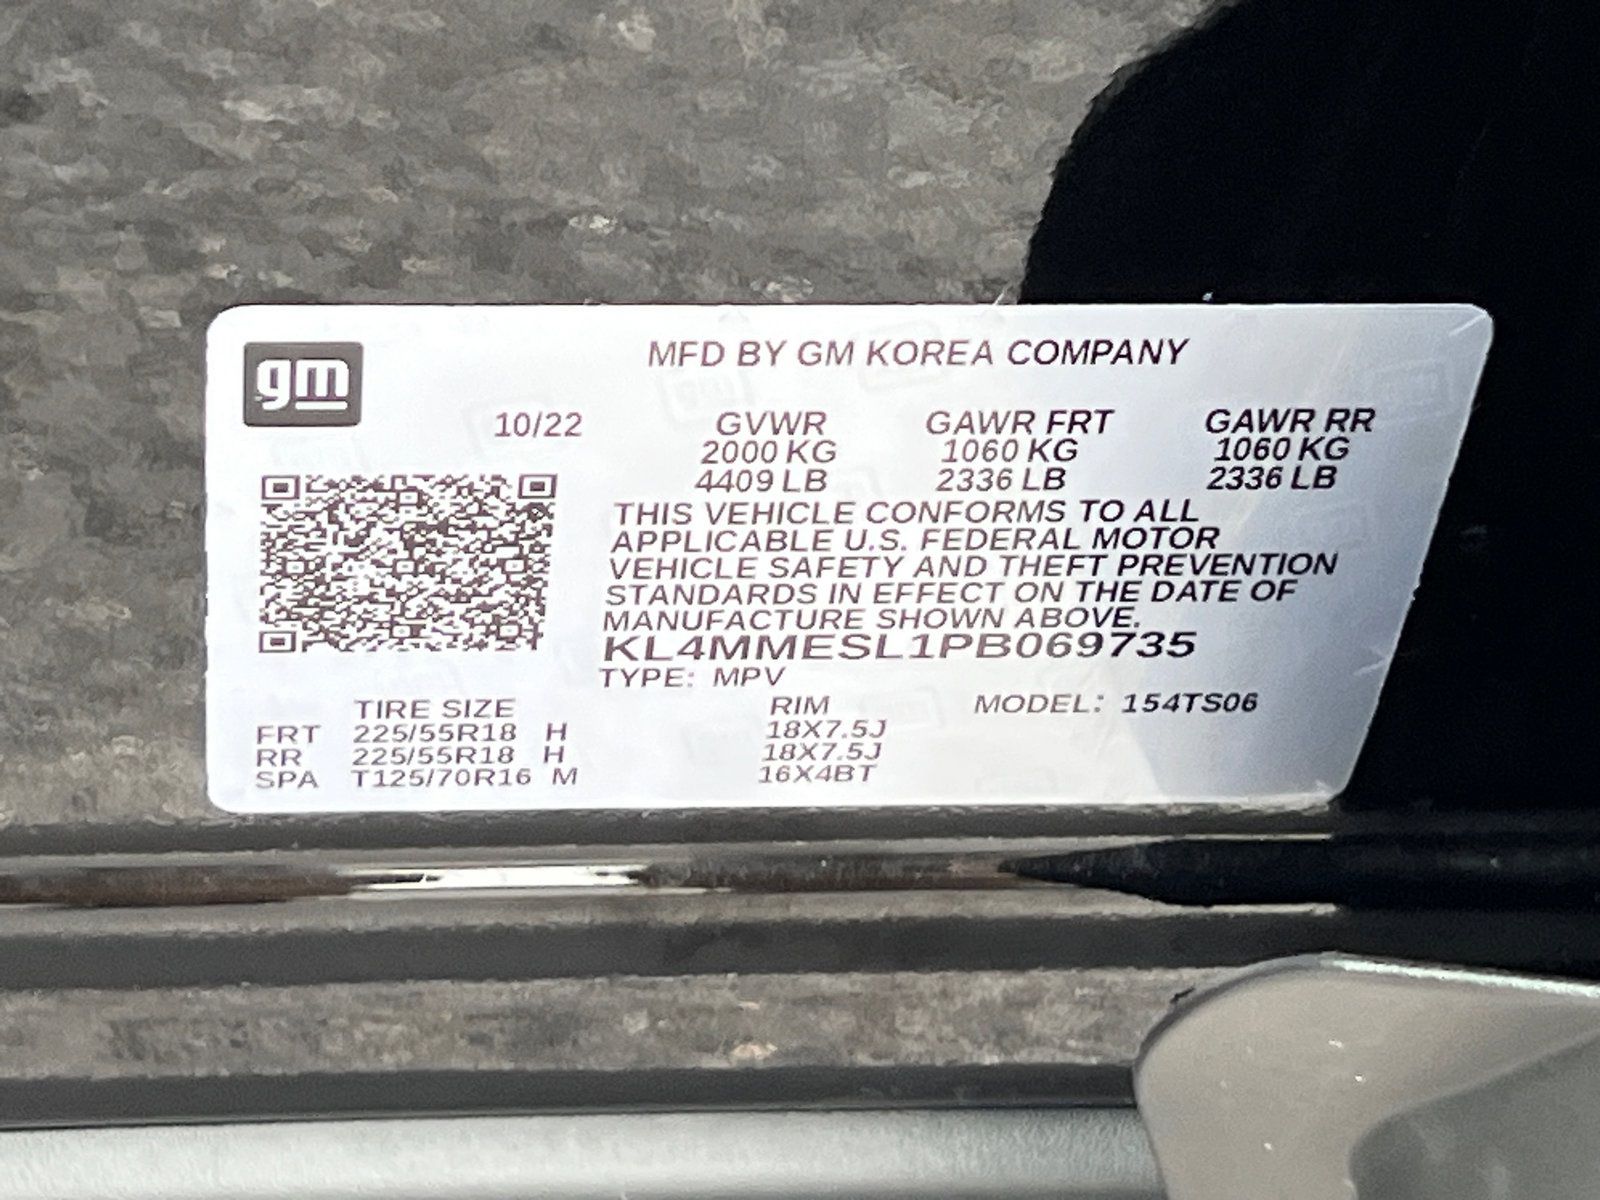 gm
MFD BY GM KOREA COMPANY
10/22 GVWR GAWR FRT GAWR RR
2000 KG 1060 KG 1060 KG
4409 LB 2336 LB 2336 LB
THIS VEHICLE CONFORMS TO ALL
APPLICABLE U.S. FEDERAL MOTOR
VEHICLE SAFETY AND THEFT PREVENTION
STANDARDS IN EFFECT ON THE DATE OF
MANUFACTURE SHOWN ABOVE.
KL4MMESL1PB069735
TYPE: MPV
TIRE SIZE RIM MODEL: 154TS06
FRT 225/55R18 H 18X7.5J
RR 225/55R18 H 18X7.5J
SPA T125/70R16 M 16X4BT